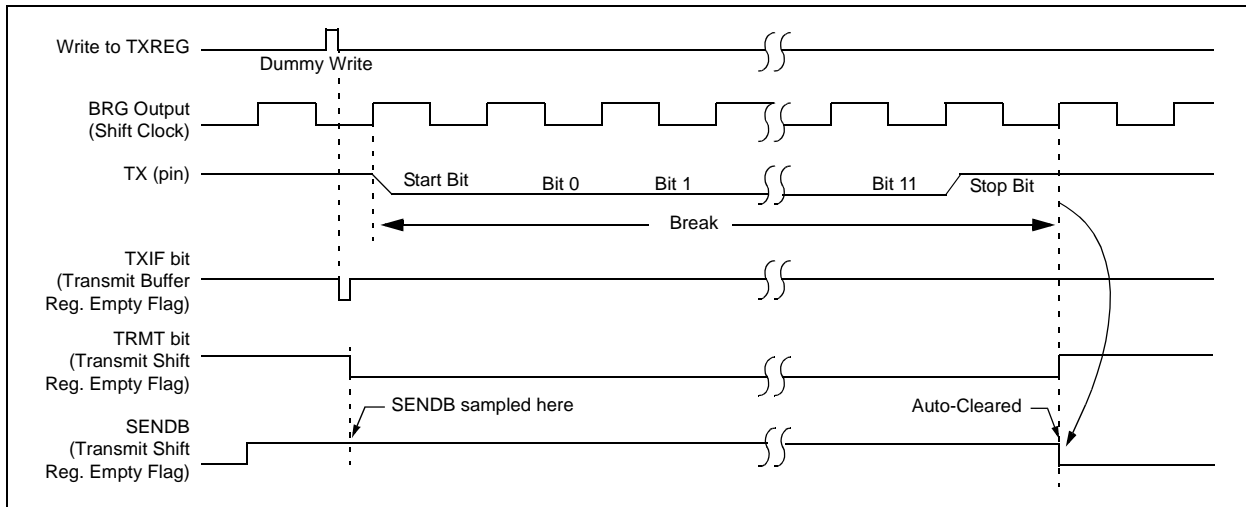 Write to TXREG
Dummy Write
BRG Output
(Shift Clock)
TX (pin)
Start Bit
Bit 0
Bit 1
Bit 11
Stop Bit
Break
TXIF bit
(Transmit Buffer
Reg. Empty Flag)
TRMT bit
(Transmit Shift
Reg. Empty Flag)
SENDB sampled here
Auto-Cleared
SENDB
(Transmit Shift
Reg. Empty Flag)